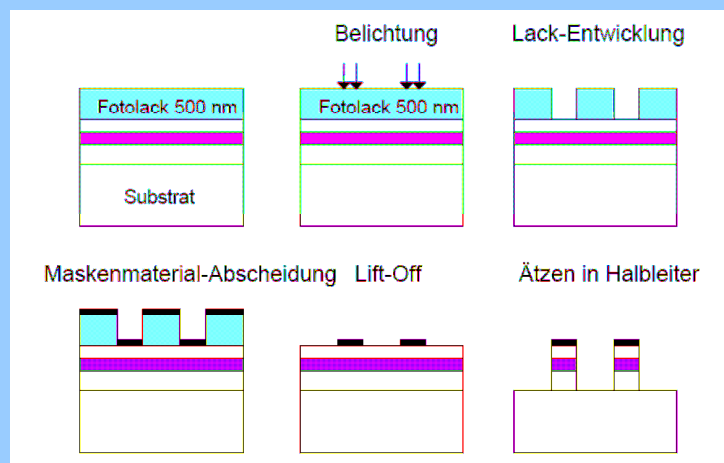 Belichtung
Lack-Entwicklung
Fotolack 500 nm
Fotolack 500 nm
Substrat
Maskenmaterial-Abscheidung
Lift-Off
Ätzen in Halbleiter